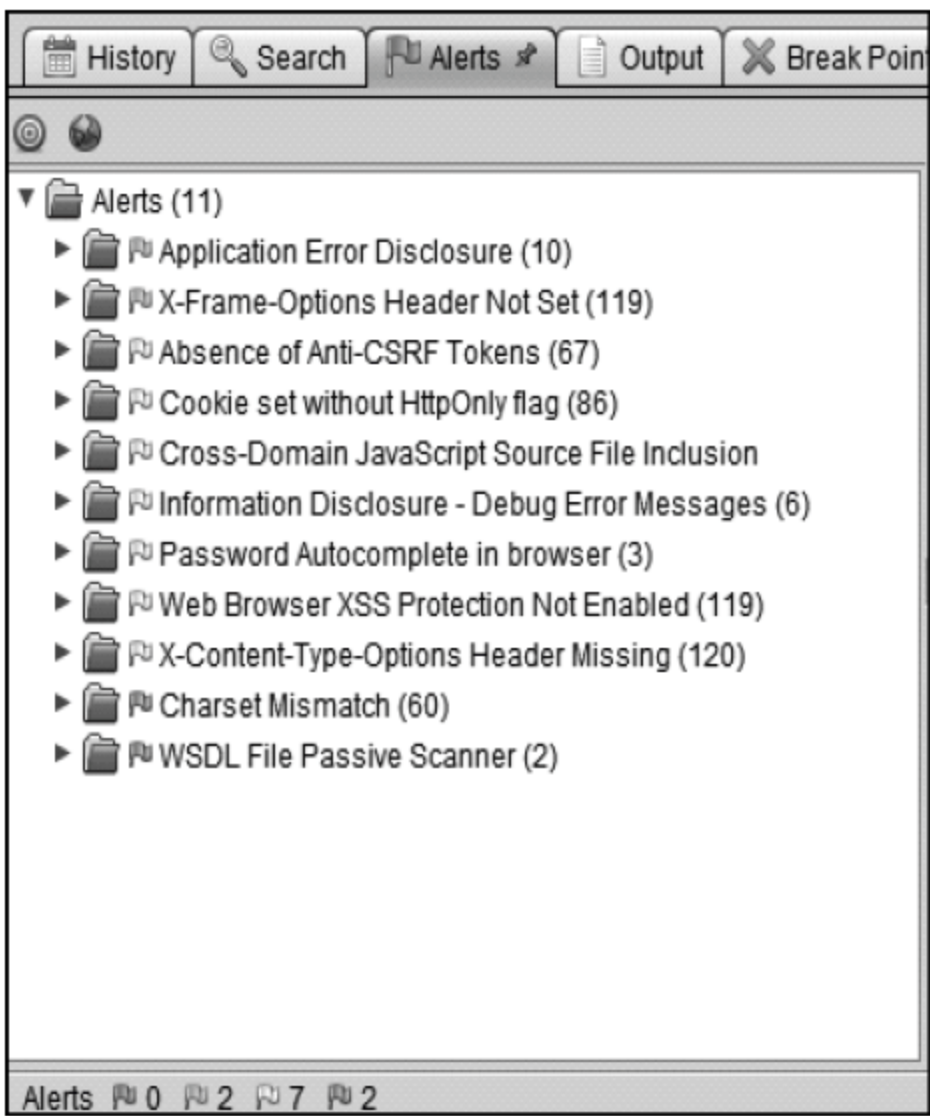 History Search Alerts Output Break Poin
Alerts (11)
Application Error Disclosure (10)
X-Frame-Options Header Not Set (119)
Absence of Anti-CSRF Tokens (67)
Cookie set without HttpOnly flag (86)
Cross-Domain JavaScript Source File Inclusion
Information Disclosure - Debug Error Messages (6)
Password Autocomplete in browser (3)
Web Browser XSS Protection Not Enabled (119)
X-Content-Type-Options Header Missing (120)
Charset Mismatch (60)
WSDL File Passive Scanner (2)
Alerts 0 2 7 2